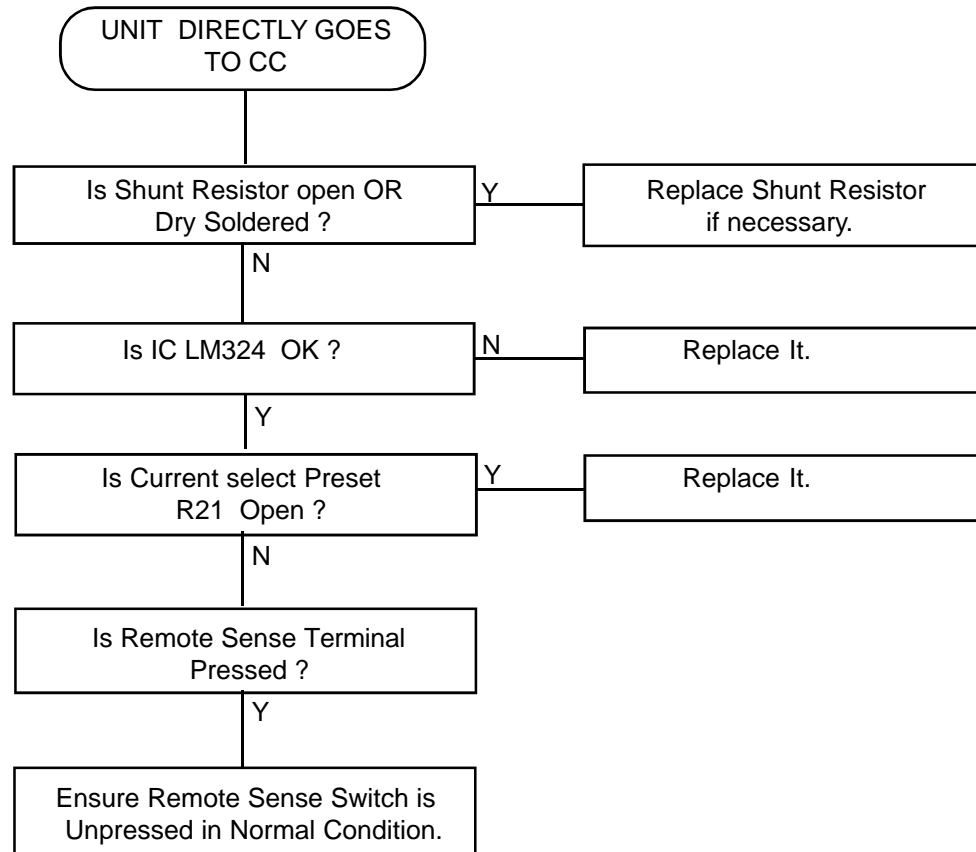 UNIT DIRECTLY GOES
TO CC
Is Shunt Resistor open OR
Dry Soldered ?
Y
Replace Shunt Resistor
if necessary.
N
Is IC LM324 OK ?
N
Replace It.
Y
Is Current select Preset
R21 Open ?
Y
Replace It.
N
Is Remote Sense Terminal
Pressed ?
Y
Ensure Remote Sense Switch is
Unpressed in Normal Condition.